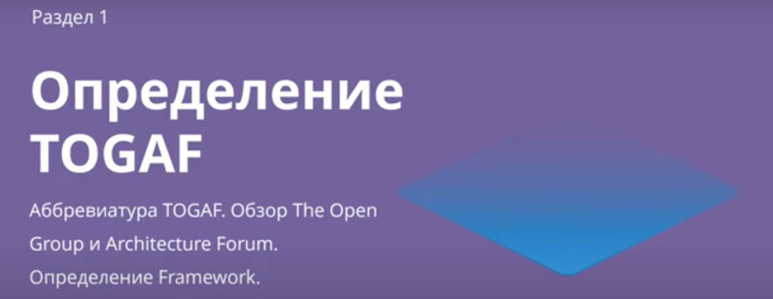 Раздел 1
Определение
TOGAF
Аббревиатура TOGAF. Обзор The Open
Group и Architecture Forum.
Определение Framework.